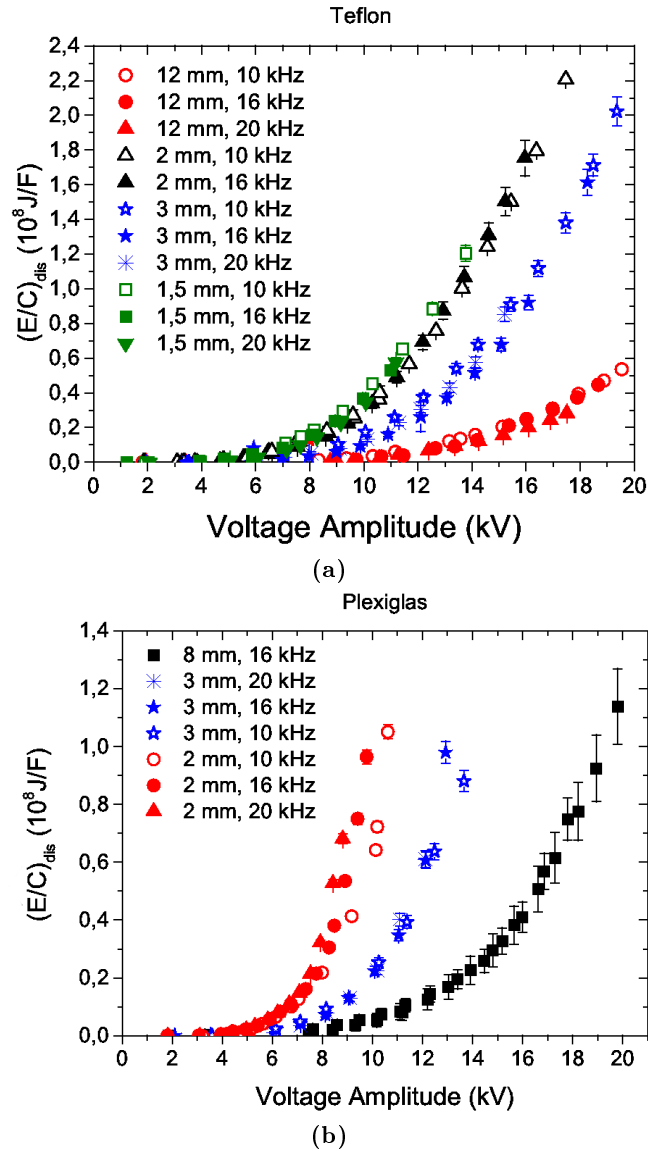 Teflon
2,4
2,2
2,0
1,8
1,6
1,4
1,2
1,0
0,8
0,6
0,4
0,2
0,0
(E/C)dis (10^8J/F)
12 mm, 10 kHz
12 mm, 16 kHz
12 mm, 20 kHz
2 mm, 10 kHz
2 mm, 16 kHz
3 mm, 10 kHz
3 mm, 16 kHz
3 mm, 20 kHz
1,5 mm, 10 kHz
1,5 mm, 16 kHz
1,5 mm, 20 kHz
0 2 4 6 8 10 12 14 16 18 20
Voltage Amplitude (kV)
(a)
Plexiglas
1,4
1,2
1,0
0,8
0,6
0,4
0,2
0,0
(E/C)dis (10^8J/F)
8 mm, 16 kHz
3 mm, 20 kHz
3 mm, 16 kHz
3 mm, 10 kHz
2 mm, 10 kHz
2 mm, 16 kHz
2 mm, 20 kHz
0 2 4 6 8 10 12 14 16 18 20
Voltage Amplitude (kV)
(b)